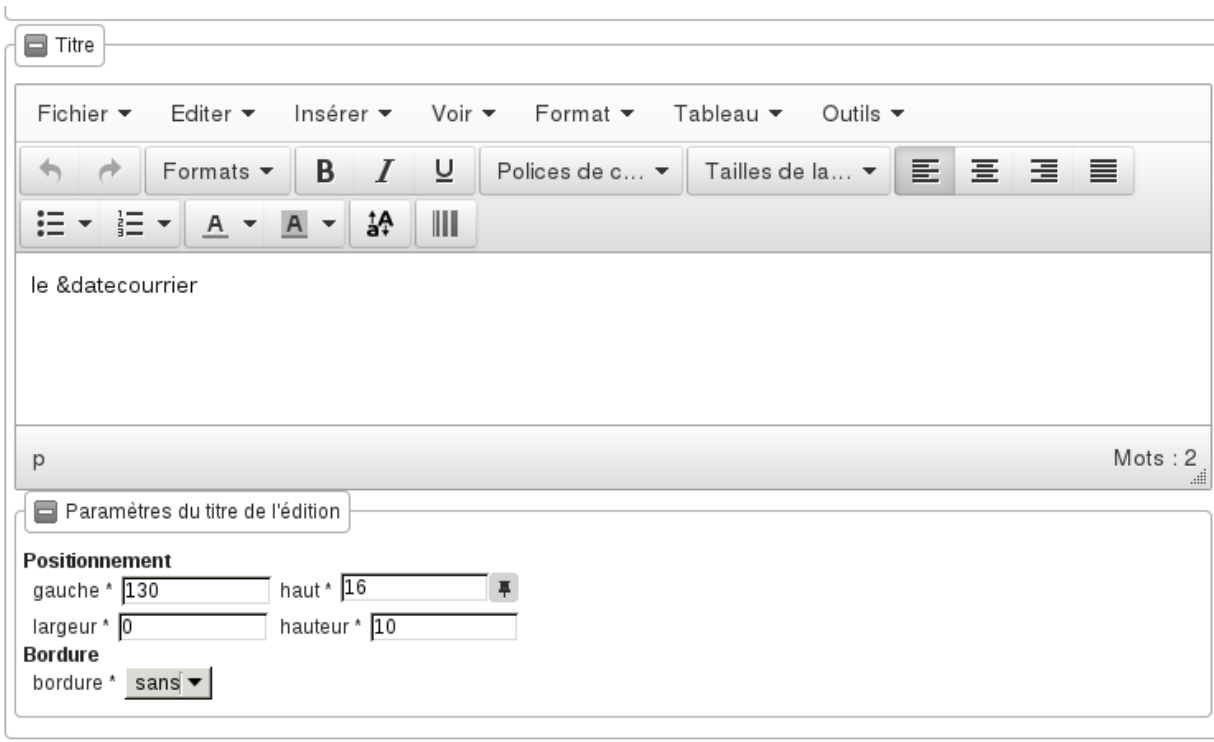 Titre
Fichier Editer Insérer Voir Format Tableau Outils
Formats B I U Polices de c... Tailles de la...
A A
le &datecourrier
p Mots : 2
Paramètres du titre de l'édition
Positionnement
gauche * 130 haut * 16
largeur * 0 hauteur * 10
Bordure
bordure * sans